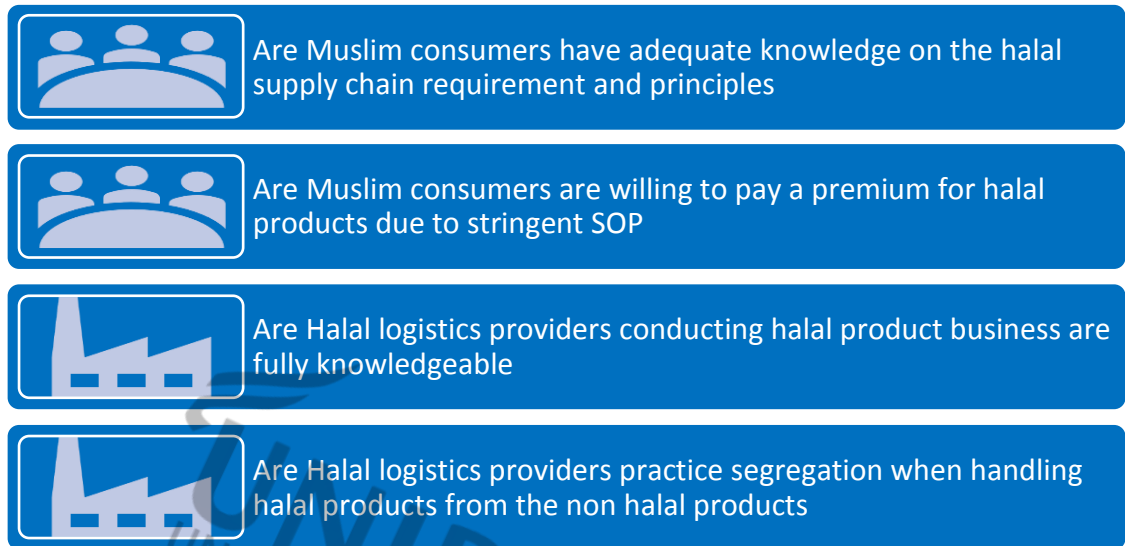 Are Muslim consumers have adequate knowledge on the halal
supply chain requirement and principles
Are Muslim consumers are willing to pay a premium for halal
products due to stringent SOP
Are Halal logistics providers conducting halal product business are
fully knowledgeable
Are Halal logistics providers practice segregation when handling
halal products from the non halal products